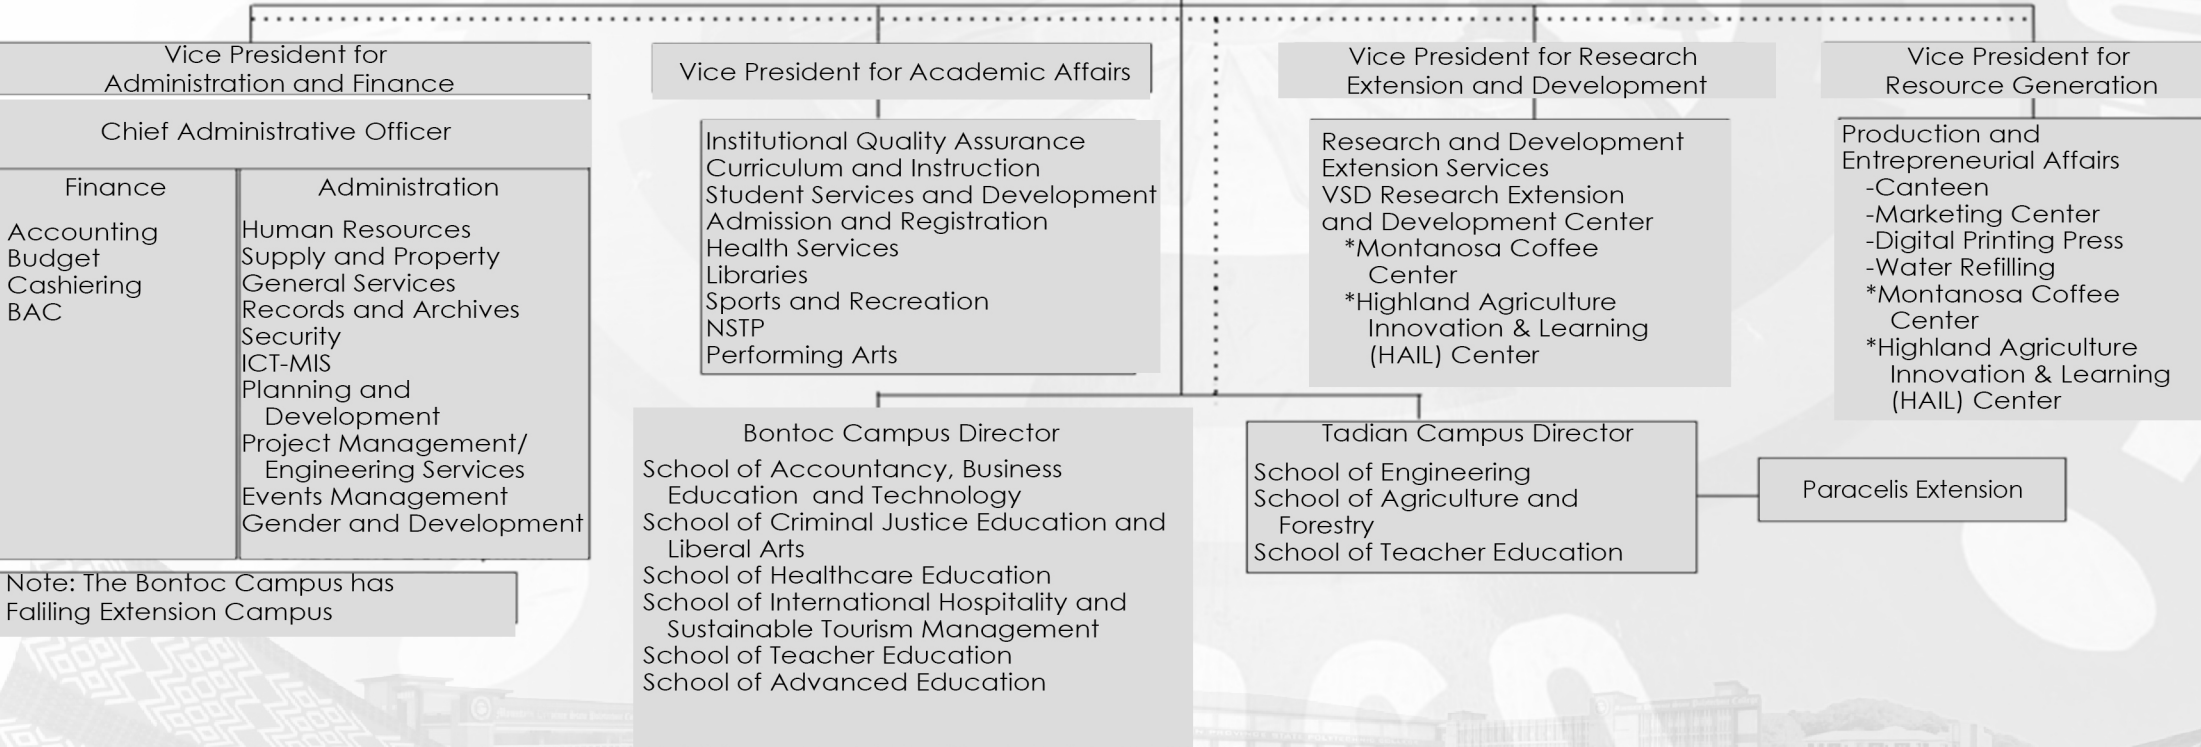 Vice President for
Administration and Finance
Chief Administrative Officer
Finance
Accounting
Budget
Cashiering
BAC
Administration
Human Resources
Supply and Property
General Services
Records and Archives
Security
ICT-MIS
Planning and
Development
Project Management/
Engineering Services
Events Management
Gender and Development
Note: The Bontoc Campus has
Faliling Extension Campus
Vice President for Academic Affairs
Institutional Quality Assurance
Curriculum and Instruction
Student Services and Development
Admission and Registration
Health Services
Libraries
Sports and Recreation
NSTP
Performing Arts
Vice President for Research
Extension and Development
Research and Development
Extension Services
VSD Research Extension
and Development Center
*Montanosa Coffee
Center
*Highland Agriculture
Innovation & Learning
(HAIL) Center
Vice President for
Resource Generation
Production and
Entrepreneurial Affairs
-Canteen
-Marketing Center
-Digital Printing Press
-Water Refilling
*Montanosa Coffee
Center
*Highland Agriculture
Innovation & Learning
(HAIL) Center
Bontoc Campus Director
School of Accountancy, Business
Education and Technology
School of Criminal Justice Education and
Liberal Arts
School of Healthcare Education
School of International Hospitality and
Sustainable Tourism Management
School of Teacher Education
School of Advanced Education
Tadian Campus Director
School of Engineering
School of Agriculture and
Forestry
School of Teacher Education
Paracelis Extension